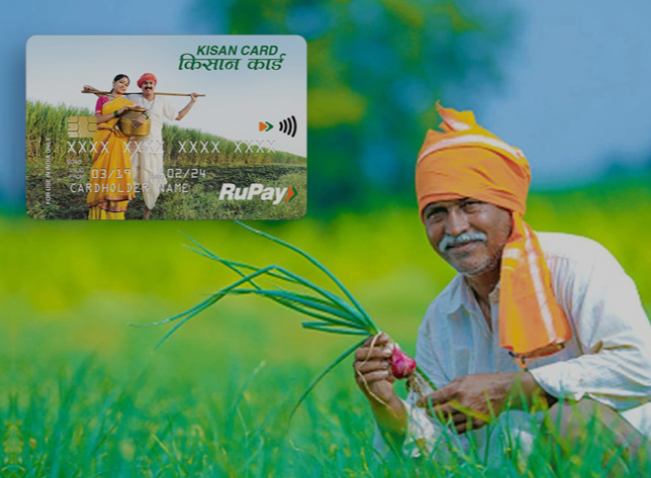 KISAN CARD
किसान कार्ड
XXXX XXXX XXXX XXXX
03/19 02/24
CARDHOLDER NAME
RuPay